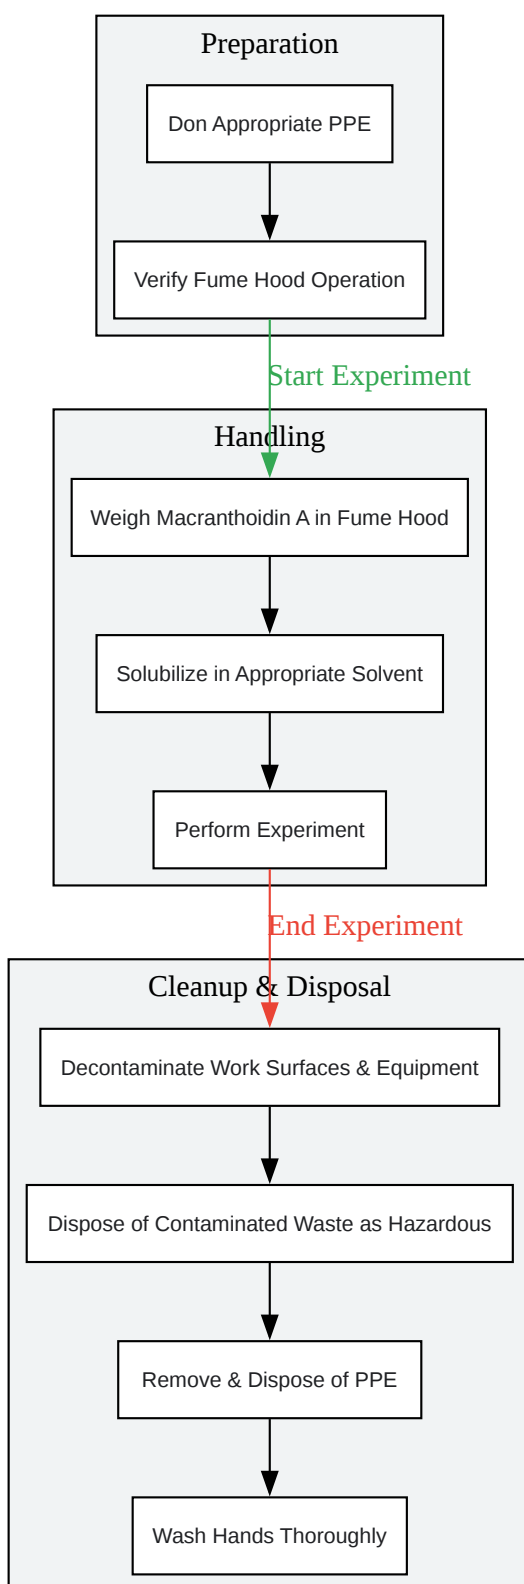 Preparation
Don Appropriate PPE
Verify Fume Hood Operation
Start Experiment
Handling
Weigh Macranthoidin A in Fume Hood
Solubilize in Appropriate Solvent
Perform Experiment
End Experiment
Cleanup & Disposal
Decontaminate Work Surfaces & Equipment
Dispose of Contaminated Waste as Hazardous
Remove & Dispose of PPE
Wash Hands Thoroughly